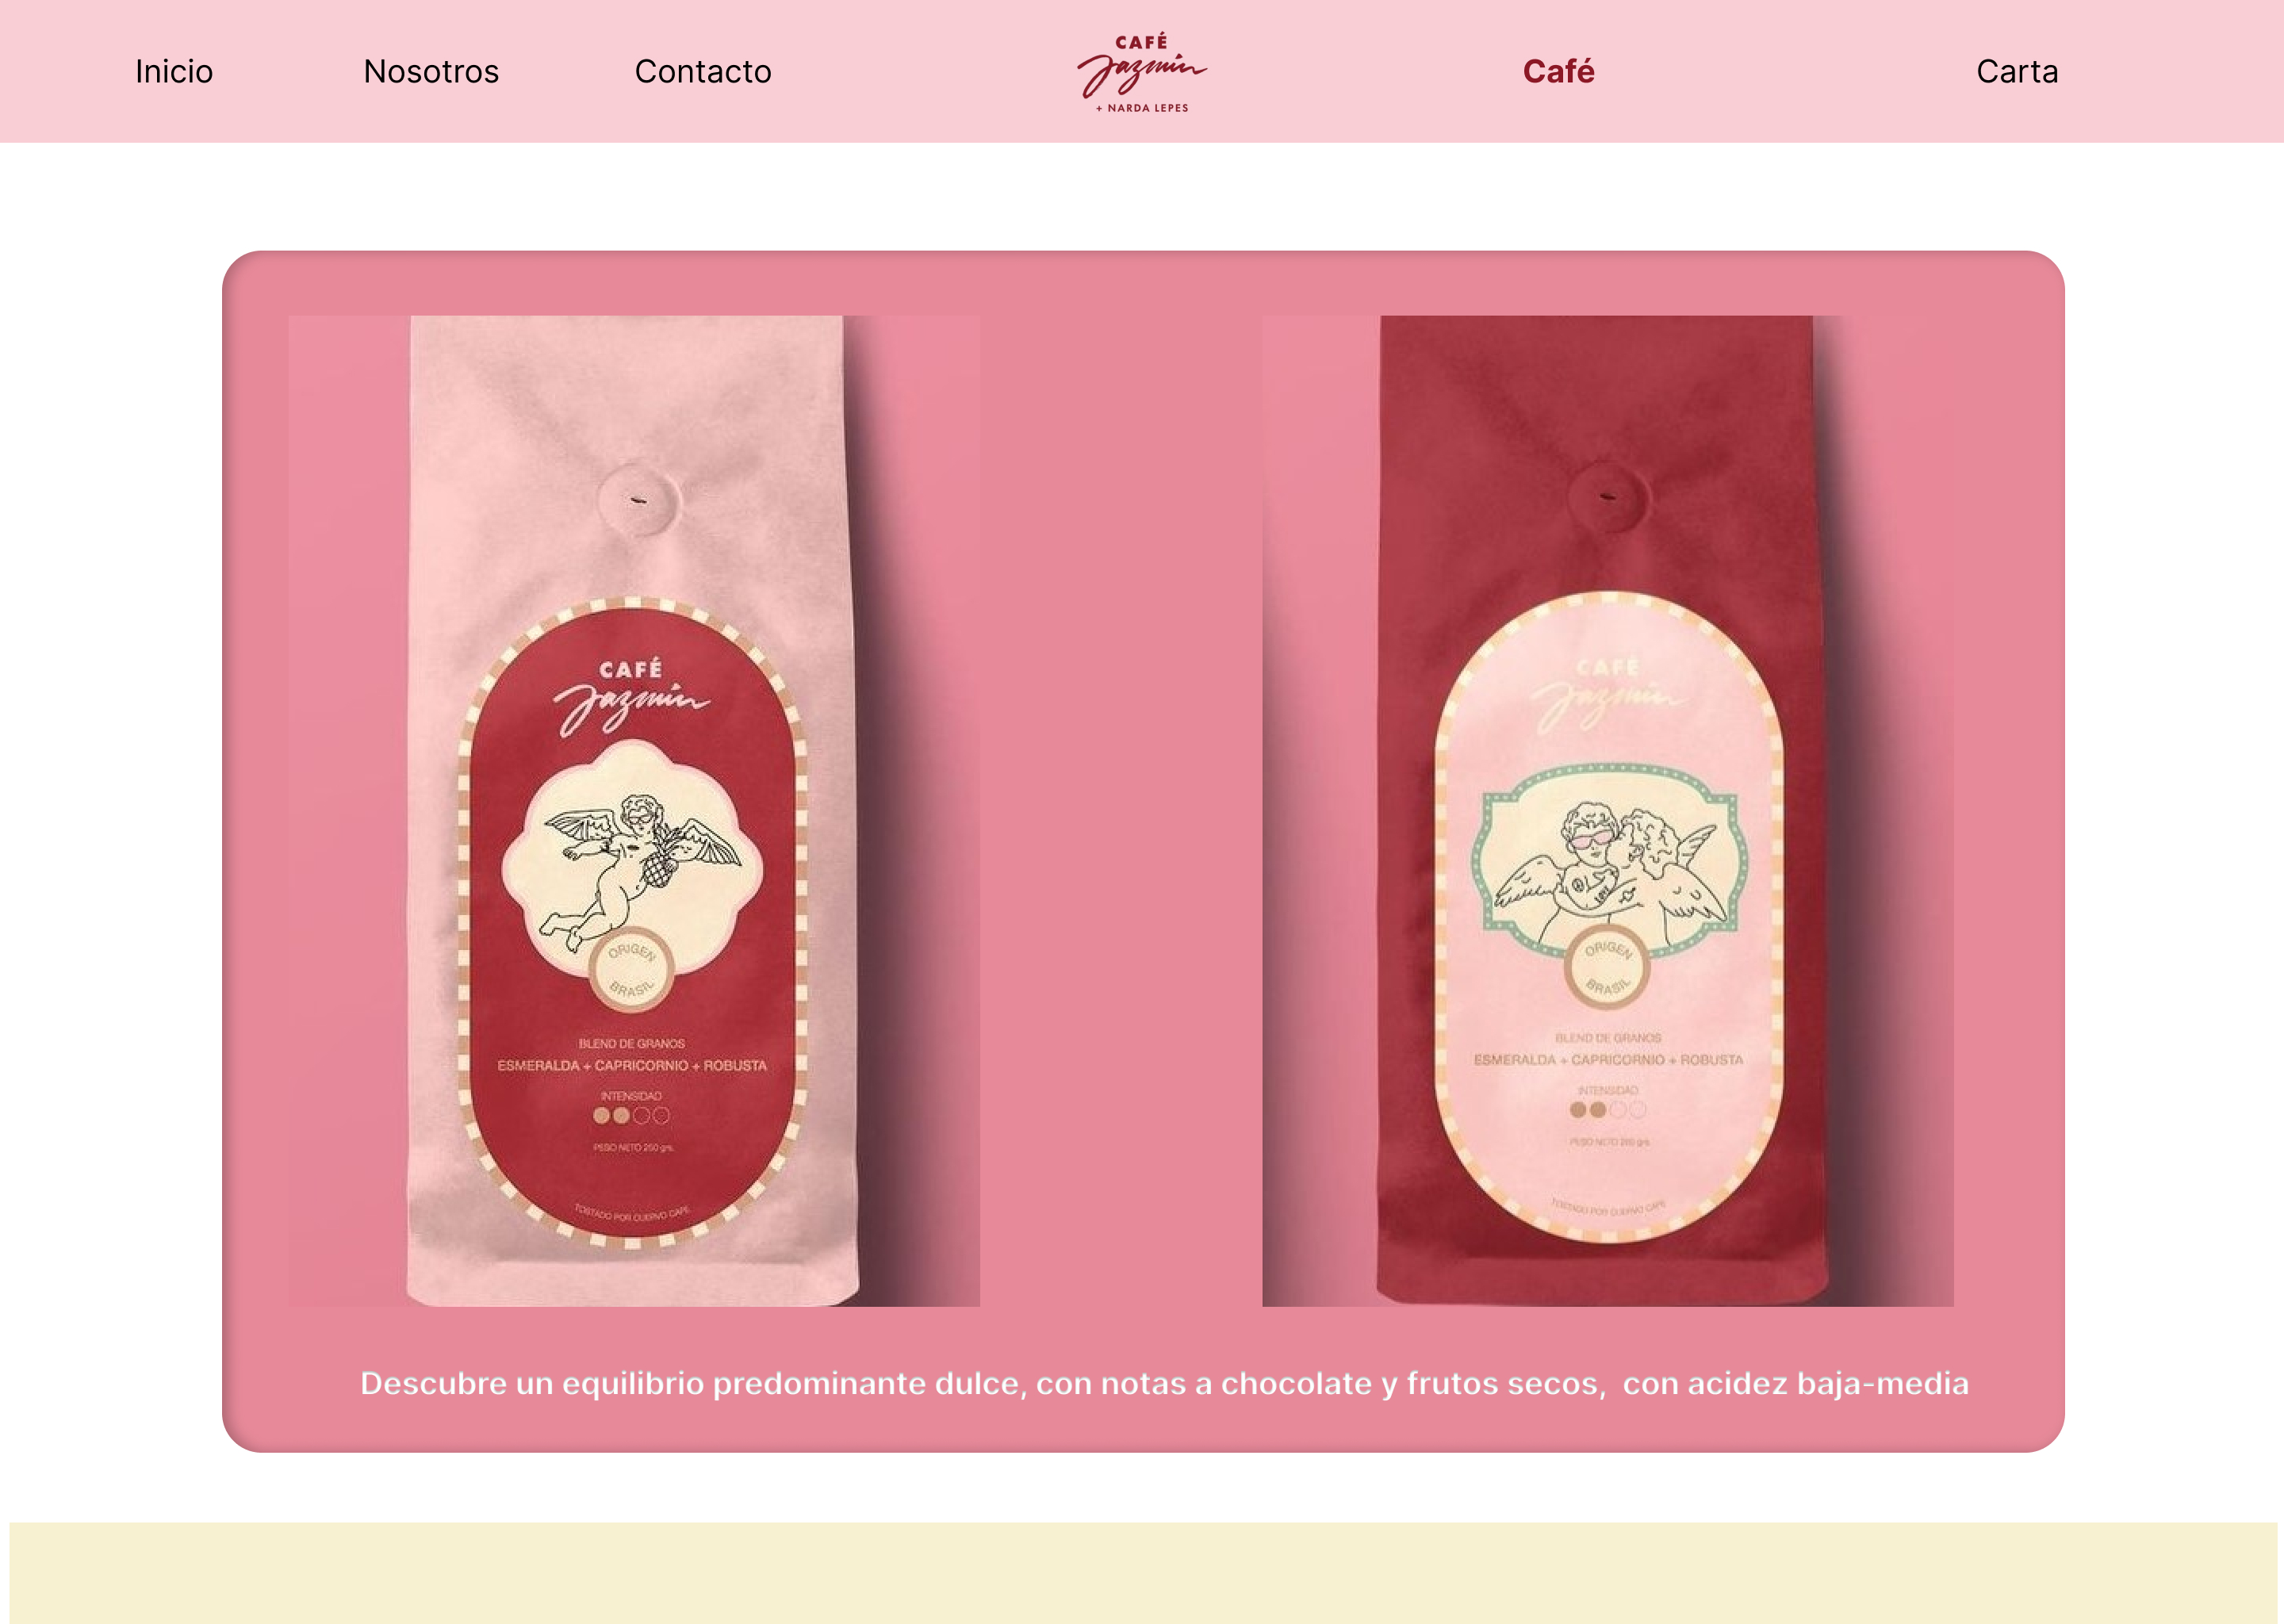 Inicio
Nosotros
Contacto
CAFÉ
Jazmín
+ NARDA LEPES
Café
Carta
CAFÉ
Jazmín
ORIGEN
BRASIL
BLEND DE GRANOS
ESMERALDA + CAPRICORNIO + ROBUSTA
INTENSIDAD
PESO NETO 250 grs.
TOSTADO POR CUERVO CAFE
CAFÉ
Jazmín
LOVE
ORIGEN
BRASIL
BLEND DE GRANOS
ESMERALDA + CAPRICORNIO + ROBUSTA
INTENSIDAD
PESO NETO 250 grs.
TOSTADO POR CUERVO CAFE
Descubre un equilibrio predominante dulce, con notas a chocolate y frutos secos,  con acidez baja-media